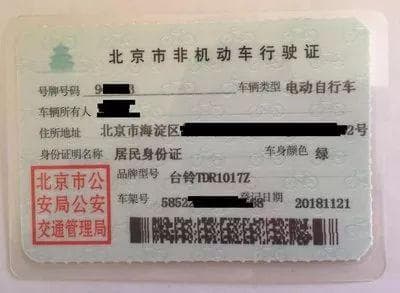 北京市非机动车行驶证
号牌号码 9 3 车辆类型 电动自行车
车辆所有人
住所地址 北京市海淀区 2号
身份证明名称 居民身份证 车身颜色 绿
品牌型号 台铃TDR1017Z
车架号 5852 68 登记日期 20181121
北京市公
安局公安
交通管理局